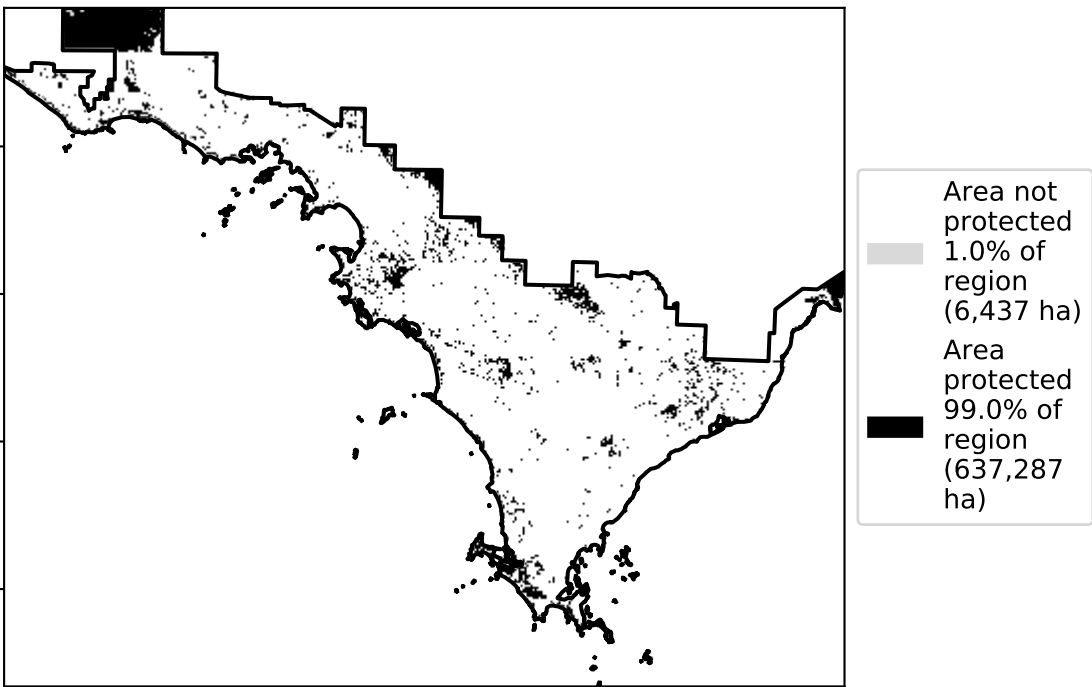 Area not
protected
1.0% of
region
(6,437 ha)
Area
protected
99.0% of
region
(637,287
ha)